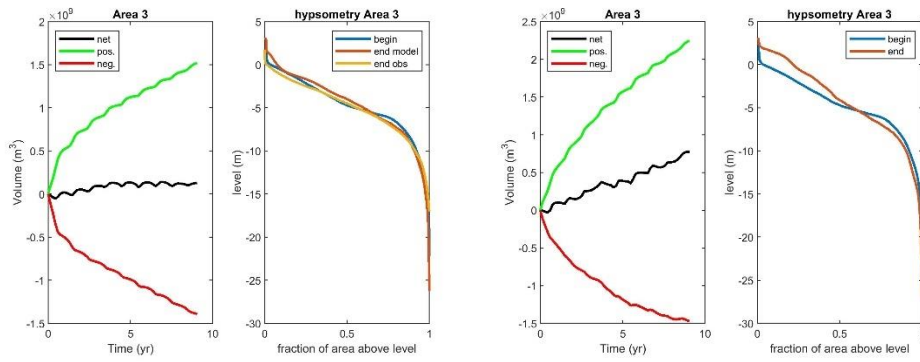 ×10⁹
Area 3
net
pos.
neg.
2
1.5
1
0.5
0
-0.5
-1
-1.5
0
5
10
Volume (m³)
Time (yr)
hypsometry Area 3
begin
end model
end obs
5
0
-5
-10
-15
-20
-25
-30
0
0.5
1
level (m)
fraction of area above level
×10⁹
Area 3
net
pos.
neg.
2.5
2
1.5
1
0.5
0
-0.5
-1
-1.5
0
5
10
Volume (m³)
Time (yr)
hypsometry Area 3
begin
end
5
0
-5
-10
-15
-20
-25
-30
0
0.5
level (m)
fraction of area above level